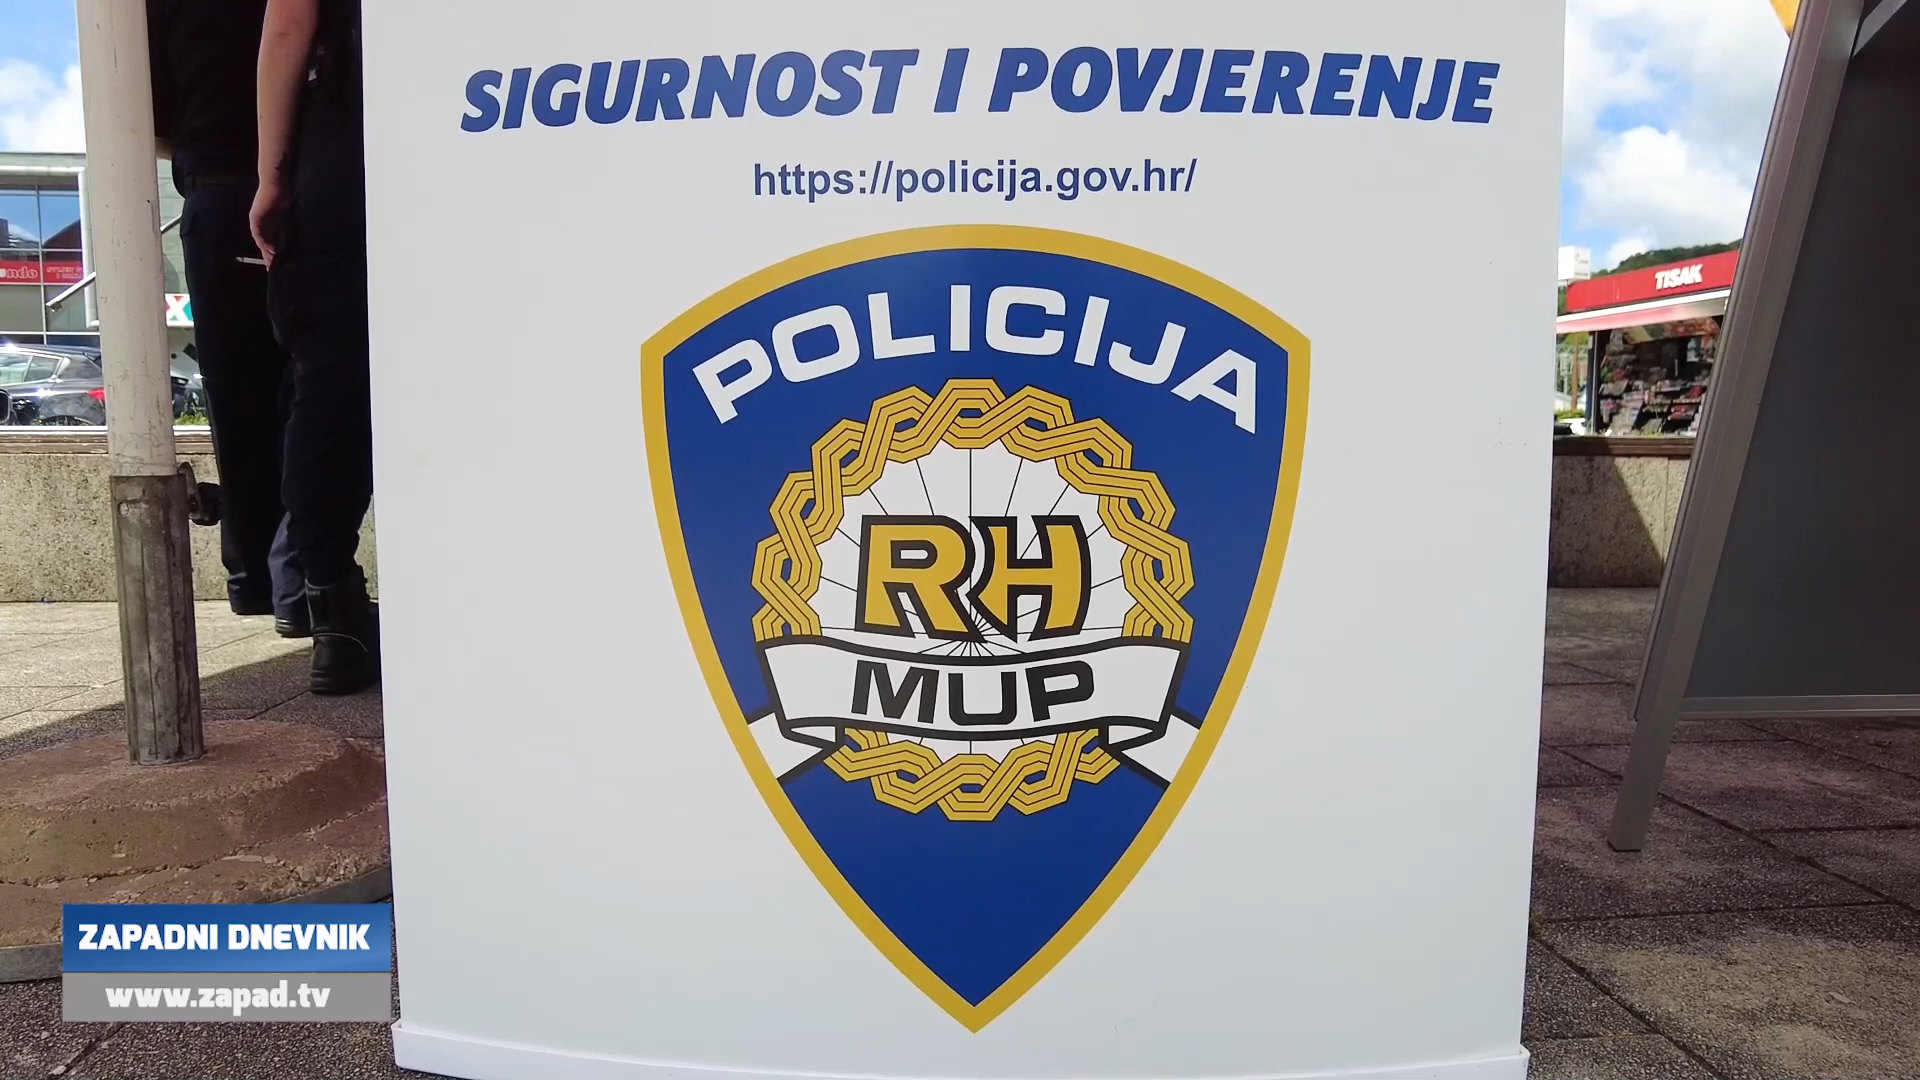 SIGURNOST I POVJERENJE
https://policija.gov.hr/
POLICIJA
RH
MUP
TISAK
ZAPADNI DNEVNIK
www.zapad.tv